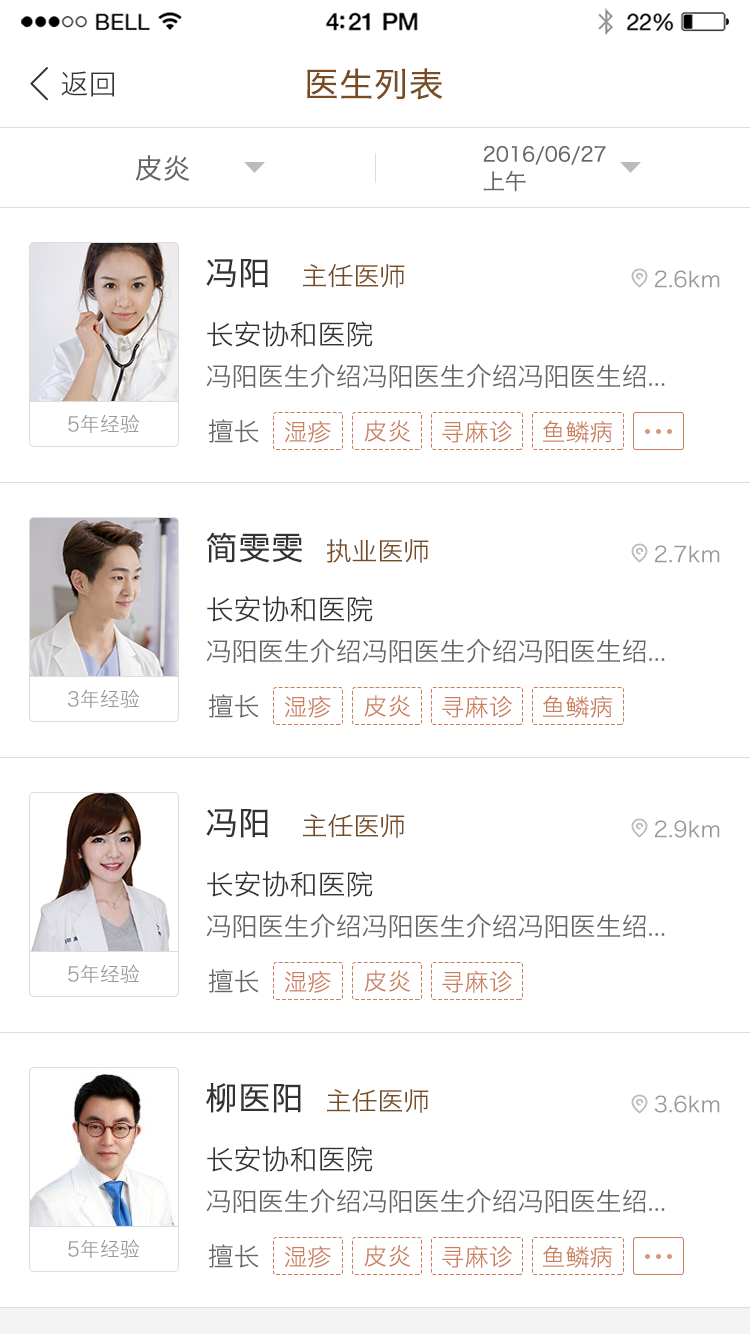 BELL 4:21 PM 22%
返回 医生列表
皮炎 2016/06/27
上午
冯阳 主任医师 2.6km
长安协和医院
冯阳医生介绍冯阳医生介绍冯阳医生绍...
5年经验 擅长 湿疹 皮炎 寻麻诊 鱼鳞病 ...
简雯雯 执业医师 2.7km
长安协和医院
冯阳医生介绍冯阳医生介绍冯阳医生绍...
3年经验 擅长 湿疹 皮炎 寻麻诊 鱼鳞病
冯阳 主任医师 2.9km
长安协和医院
冯阳医生介绍冯阳医生介绍冯阳医生绍...
5年经验 擅长 湿疹 皮炎 寻麻诊
柳医阳 主任医师 3.6km
长安协和医院
冯阳医生介绍冯阳医生介绍冯阳医生绍...
5年经验 擅长 湿疹 皮炎 寻麻诊 鱼鳞病 ...